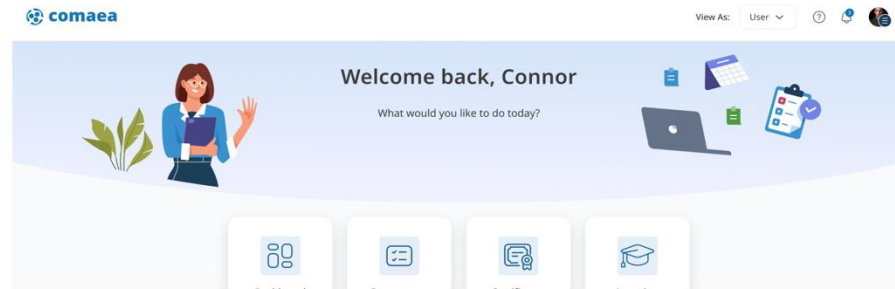 comaea
View As: User
Welcome back, Connor
What would you like to do today?